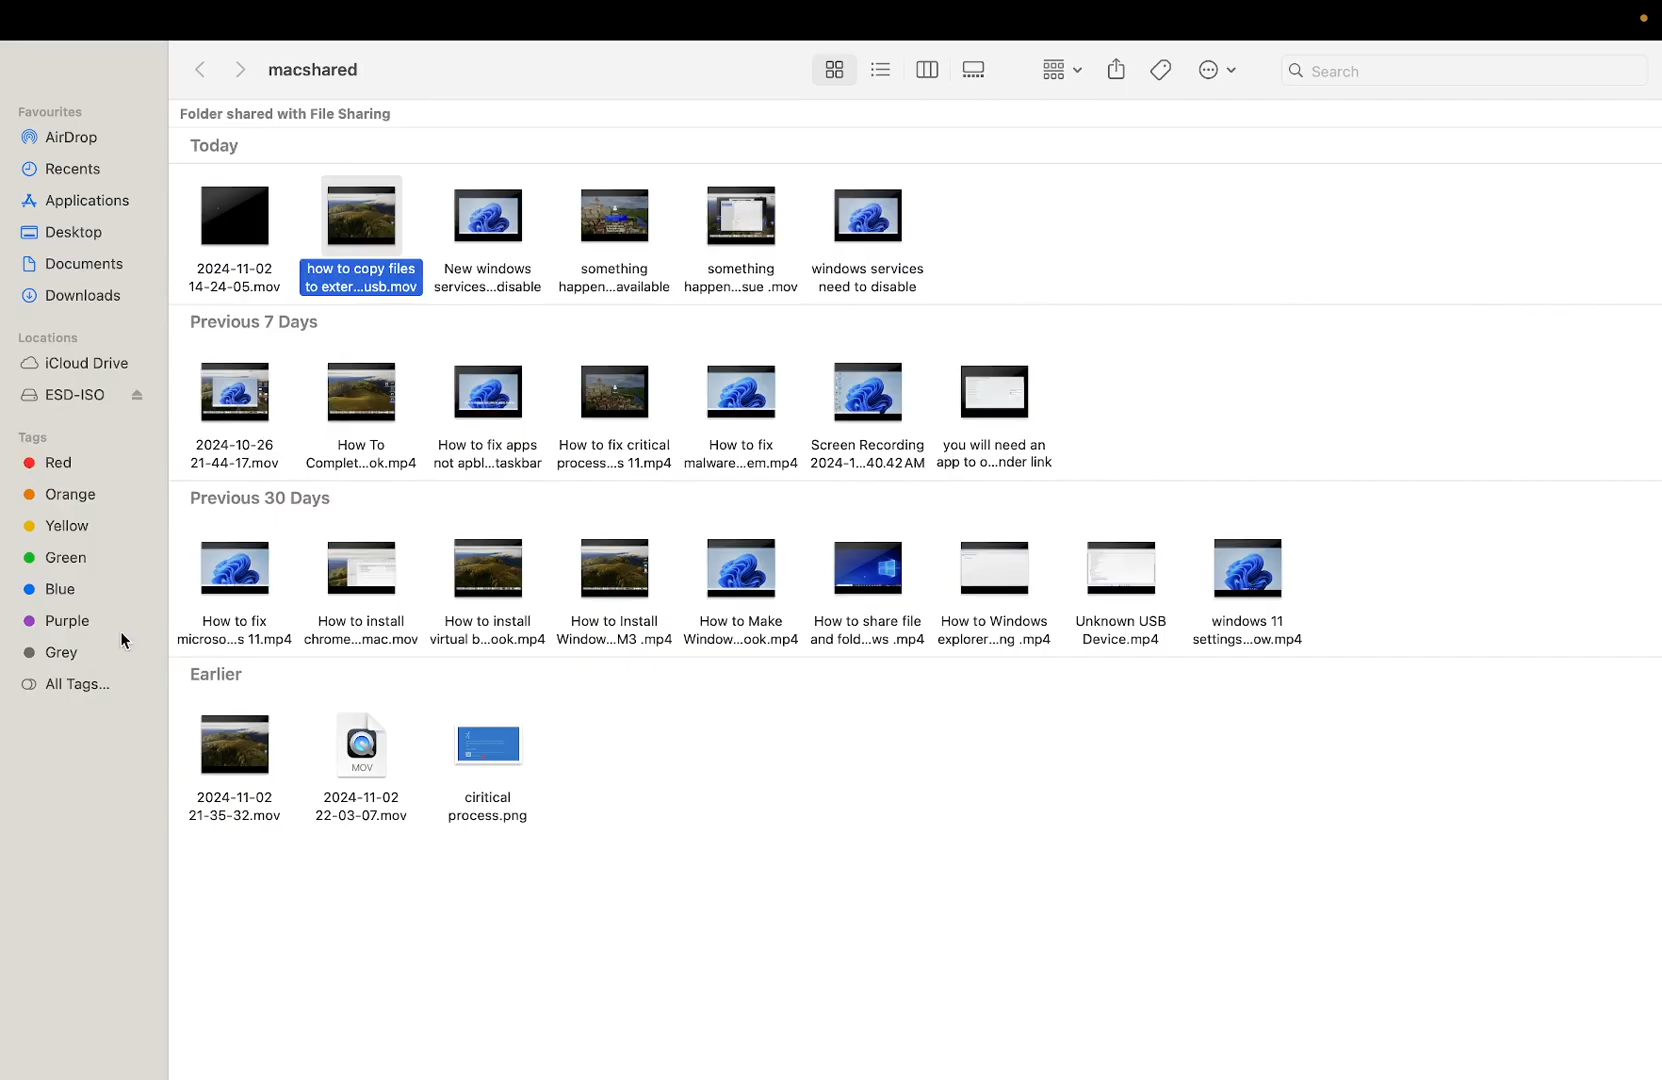 macshared
Search
Favourites
AirDrop
Recents
Applications
Desktop
Documents
Downloads
Locations
iCloud Drive
ESD-ISO
Tags
Red
Orange
Yellow
Green
Blue
Purple
Grey
All Tags...
Folder shared with File Sharing
Today
2024-11-02
14-24-05.mov
how to copy files
to exter...usb.mov
New windows
services...disable
something
happen...available
something
happen...sue .mov
windows services
need to disable
Previous 7 Days
2024-10-26
21-44-17.mov
How To
Complet...ok.mp4
How to fix apps
not apbl...taskbar
How to fix critical
process...s 11.mp4
How to fix
malware...em.mp4
Screen Recording
2024-1...40.42 AM
you will need an
app to o...nder link
Previous 30 Days
How to fix
microso...s 11.mp4
How to install
chrome...mac.mov
How to install
virtual b...ook.mp4
How to Install
Window...M3 .mp4
How to Make
Window...ook.mp4
How to share file
and fold...ws .mp4
How to Windows
explorer...ng .mp4
Unknown USB
Device.mp4
windows 11
settings...ow.mp4
Earlier
2024-11-02
21-35-32.mov
MOV
2024-11-02
22-03-07.mov
ciritical
process.png